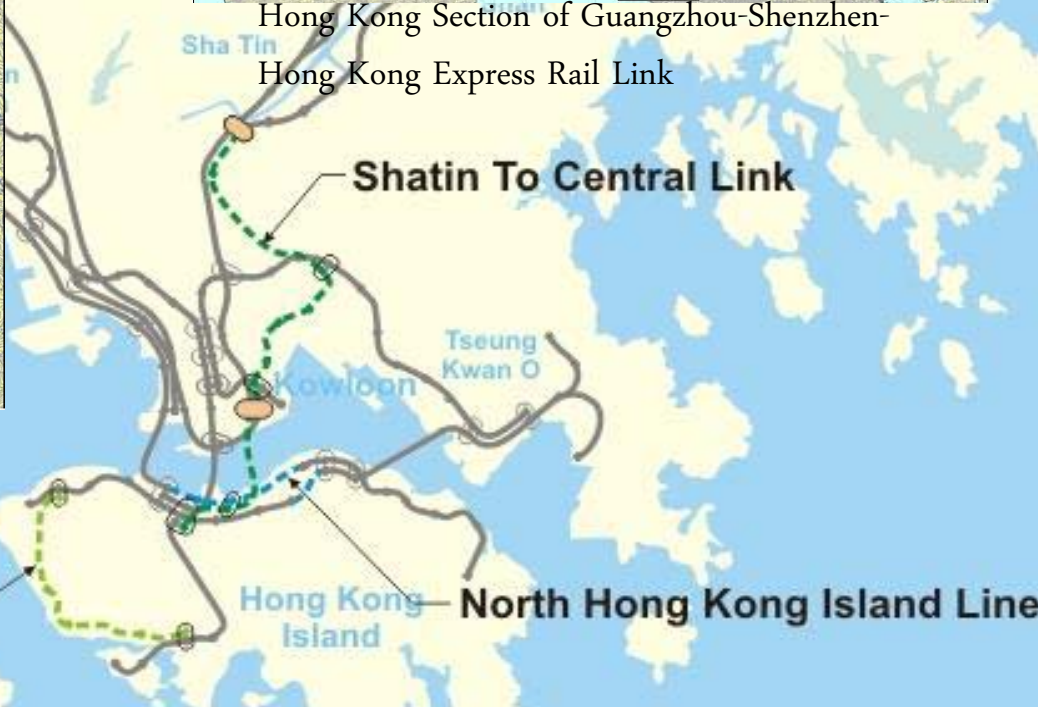 Hong Kong Section of Guangzhou-Shenzhen-
Hong Kong Express Rail Link
Sha Tin
Shatin To Central Link
Tseung
Kwan O
Kowloon
Hong Kong
Island
North Hong Kong Island Line